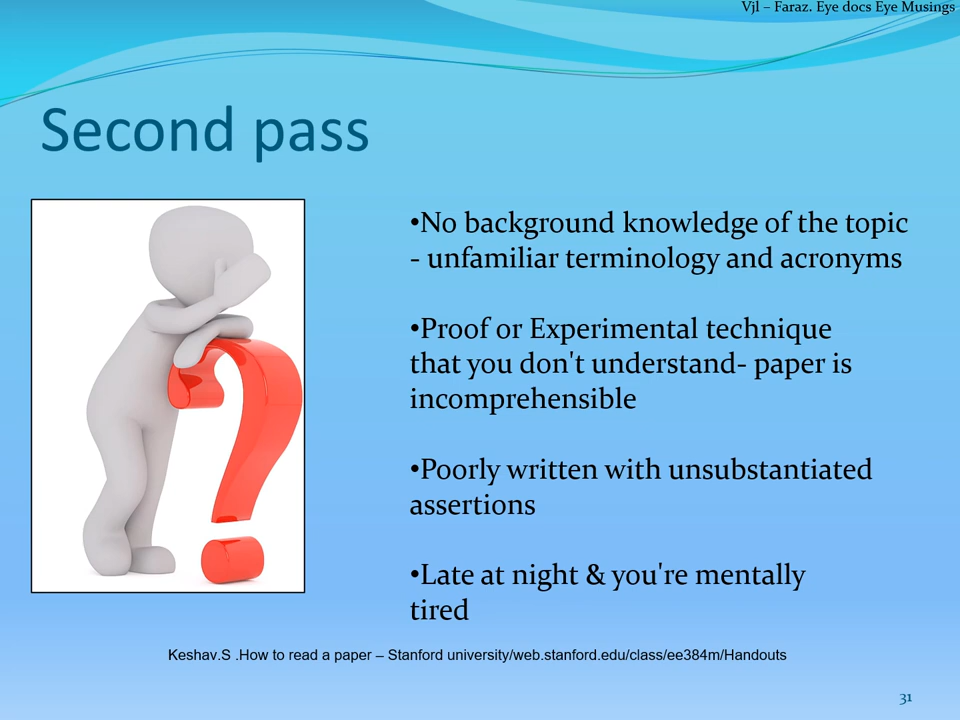 Vjl – Faraz. Eye docs Eye Musings
Second pass
•No background knowledge of the topic
- unfamiliar terminology and acronyms
•Proof or Experimental technique
that you don't understand- paper is
incomprehensible
•Poorly written with unsubstantiated
assertions
•Late at night & you're mentally
tired
Keshav.S .How to read a paper – Stanford university/web.stanford.edu/class/ee384m/Handouts
31